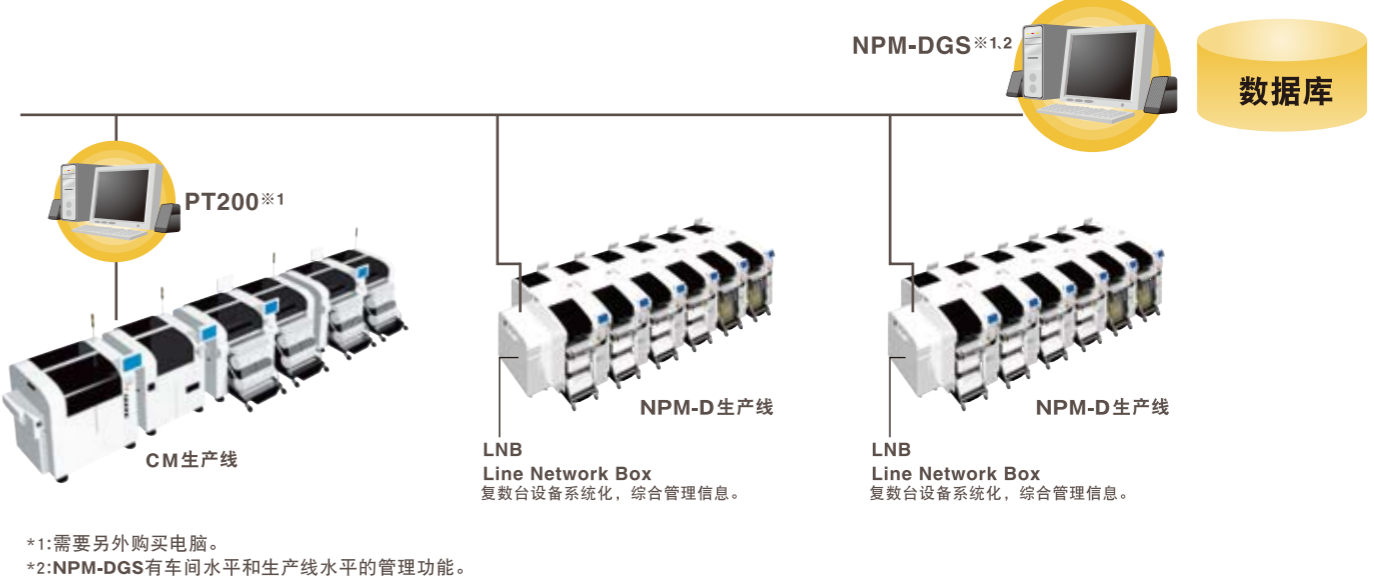 NPM-DGS※1,2
数据库
PT200※1
CM生产线
NPM-D生产线
NPM-D生产线
LNB
Line Network Box
复数台设备系统化，综合管理信息。
LNB
Line Network Box
复数台设备系统化，综合管理信息。
*1:需要另外购买电脑。
*2:NPM-DGS有车间水平和生产线水平的管理功能。